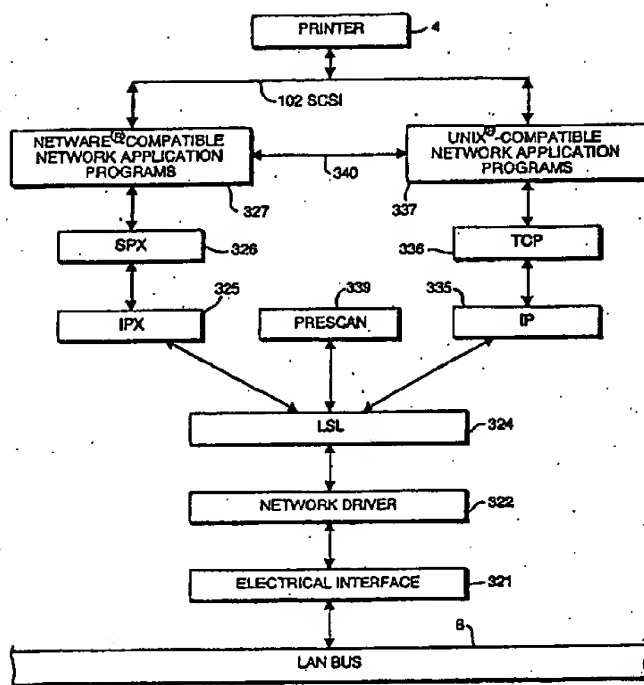 PRINTER
4
102 SCSI
NETWARE®-COMPATIBLE
NETWORK APPLICATION
PROGRAMS
327
340
UNIX®-COMPATIBLE
NETWORK APPLICATION
PROGRAMS
337
SPX
326
336
TCP
325
IPX
339
PRESCAN
335
IP
LSL
324
NETWORK DRIVER
322
ELECTRICAL INTERFACE
321
6
LAN BUS